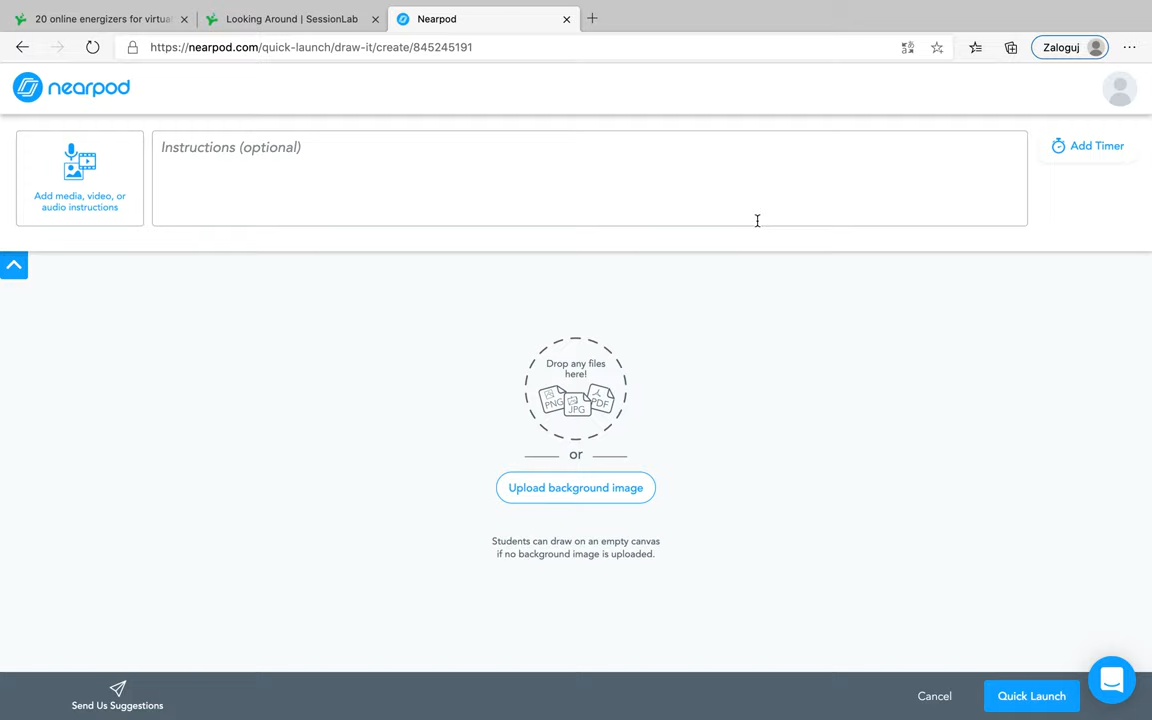 20 online energizers for virtua
Looking Around | SessionLab
Nearpod
https://nearpod.com/quick-launch/draw-it/create/845245191
Zaloguj
nearpod
Add media, video, or
audio instructions
Instructions (optional)
Add Timer
Drop any files
here!
PNG
JPG
PDF
or
Upload background image
Students can draw on an empty canvas
if no background image is uploaded.
Send Us Suggestions
Cancel
Quick Launch